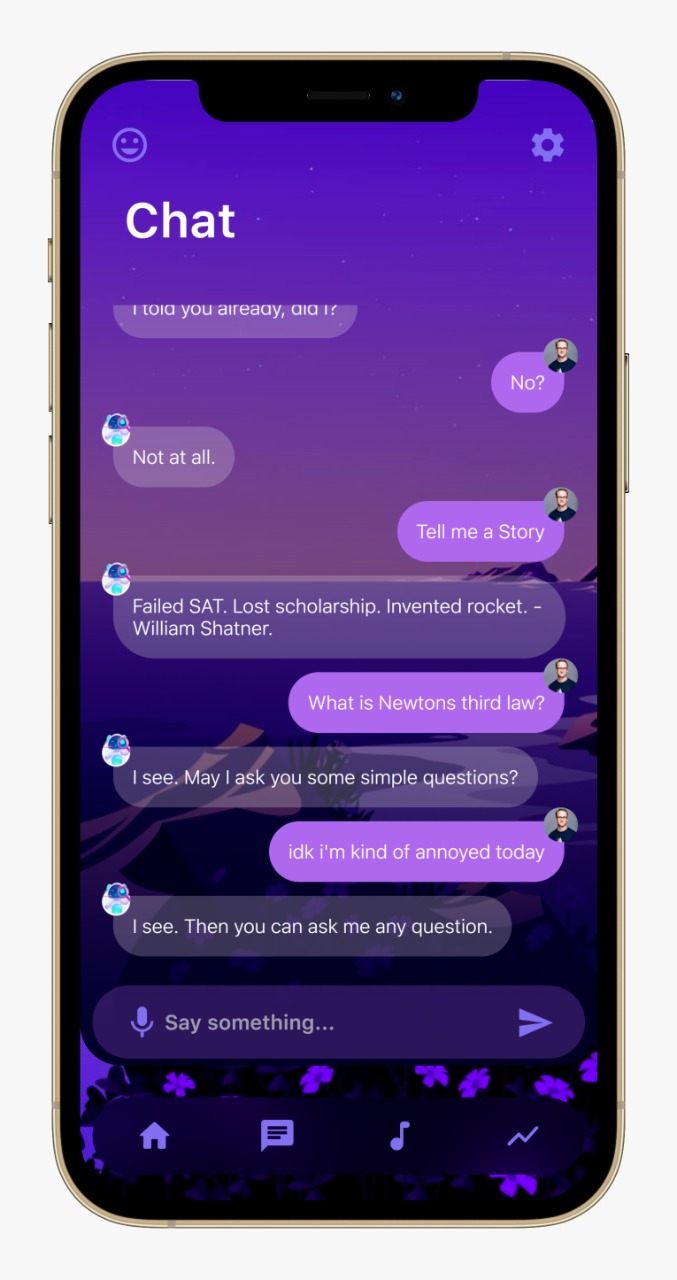 Chat
I told you already, did I?
No?
Not at all.
Tell me a Story
Failed SAT. Lost scholarship. Invented rocket. -
William Shatner.
What is Newtons third law?
I see. May I ask you some simple questions?
idk i'm kind of annoyed today
I see. Then you can ask me any question.
Say something...